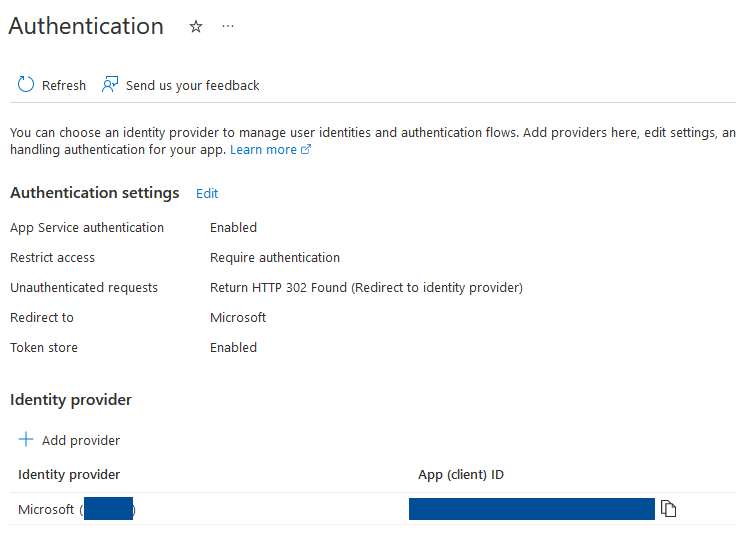 Authentication
Refresh Send us your feedback
You can choose an identity provider to manage user identities and authentication flows. Add providers here, edit settings, an
handling authentication for your app. Learn more
Authentication settings Edit
App Service authentication Enabled
Restrict access Require authentication
Unauthenticated requests Return HTTP 302 Found (Redirect to identity provider)
Redirect to Microsoft
Token store Enabled
Identity provider
Add provider
Identity provider App (client) ID
Microsoft ( )